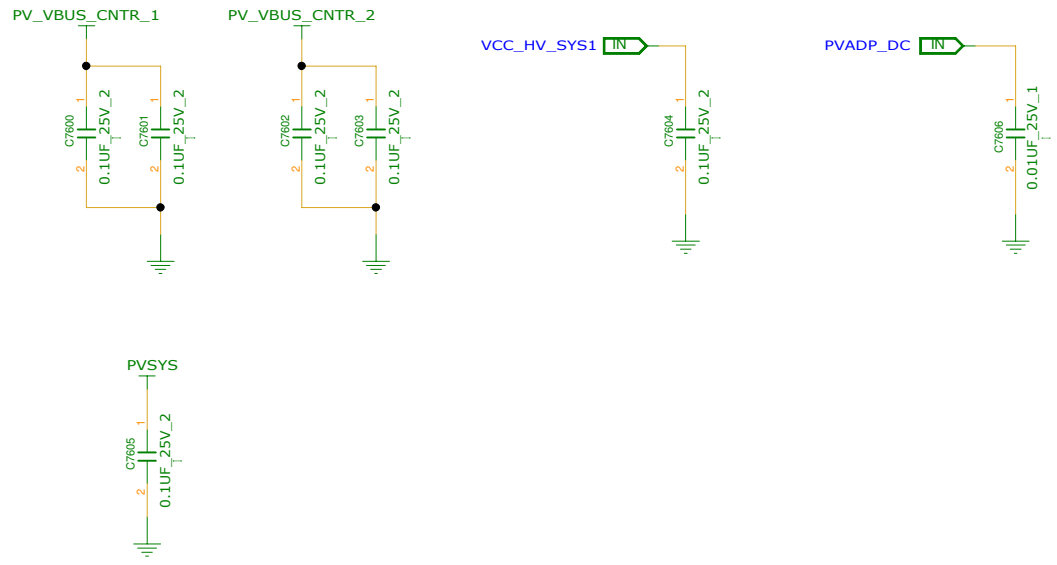 PV_VBUS_CNTR_1
PV_VBUS_CNTR_2
VCC_HV_SYS1
IN
PVADP_DC
IN
1
C7600
0.1UF_25V_2
2
1
C7601
0.1UF_25V_2
2
1
C7602
0.1UF_25V_2
2
1
C7603
0.1UF_25V_2
2
1
C7604
0.1UF_25V_2
2
1
C7606
0.01UF_25V_1
2
PVSYS
1
C7605
0.1UF_25V_2
2